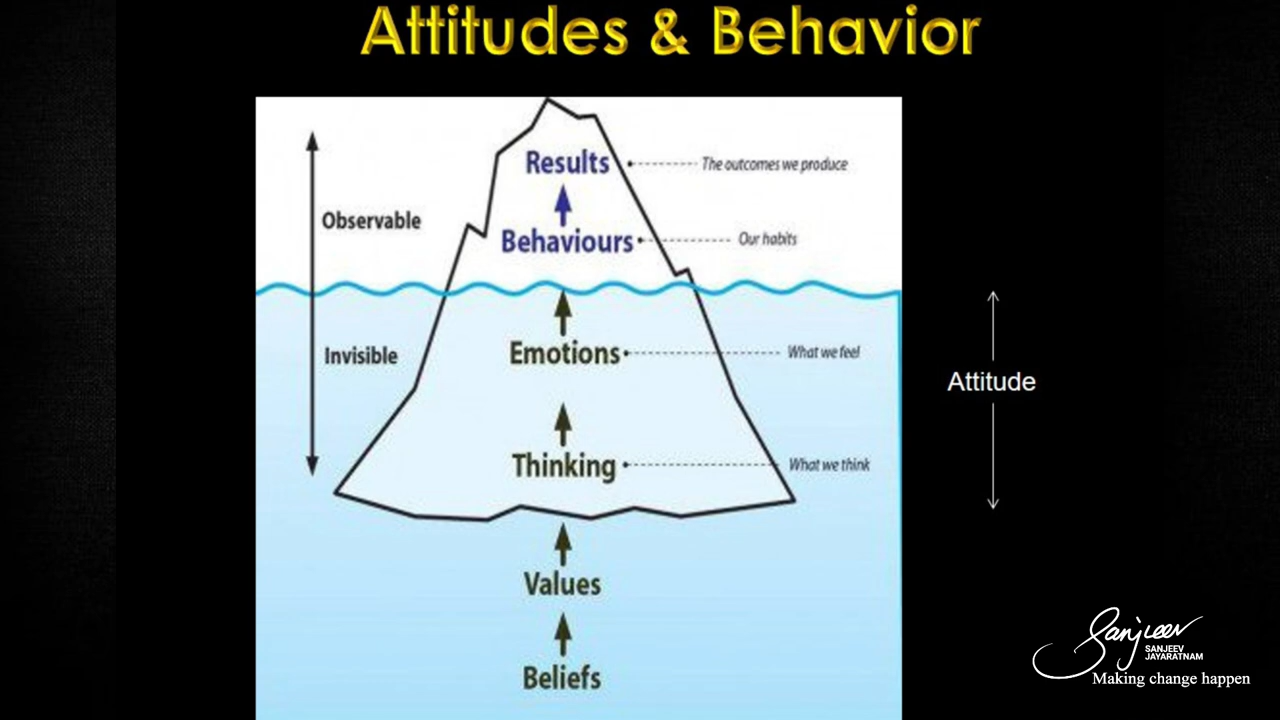 Attitudes & Behavior
Results
The outcomes we produce
Observable
Behaviours
Our habits
Invisible
Emotions
What we feel
Attitude
Thinking
What we think
Values
Beliefs
Sanjeev
SANJEEV
JAYARATNAM
Making change happen